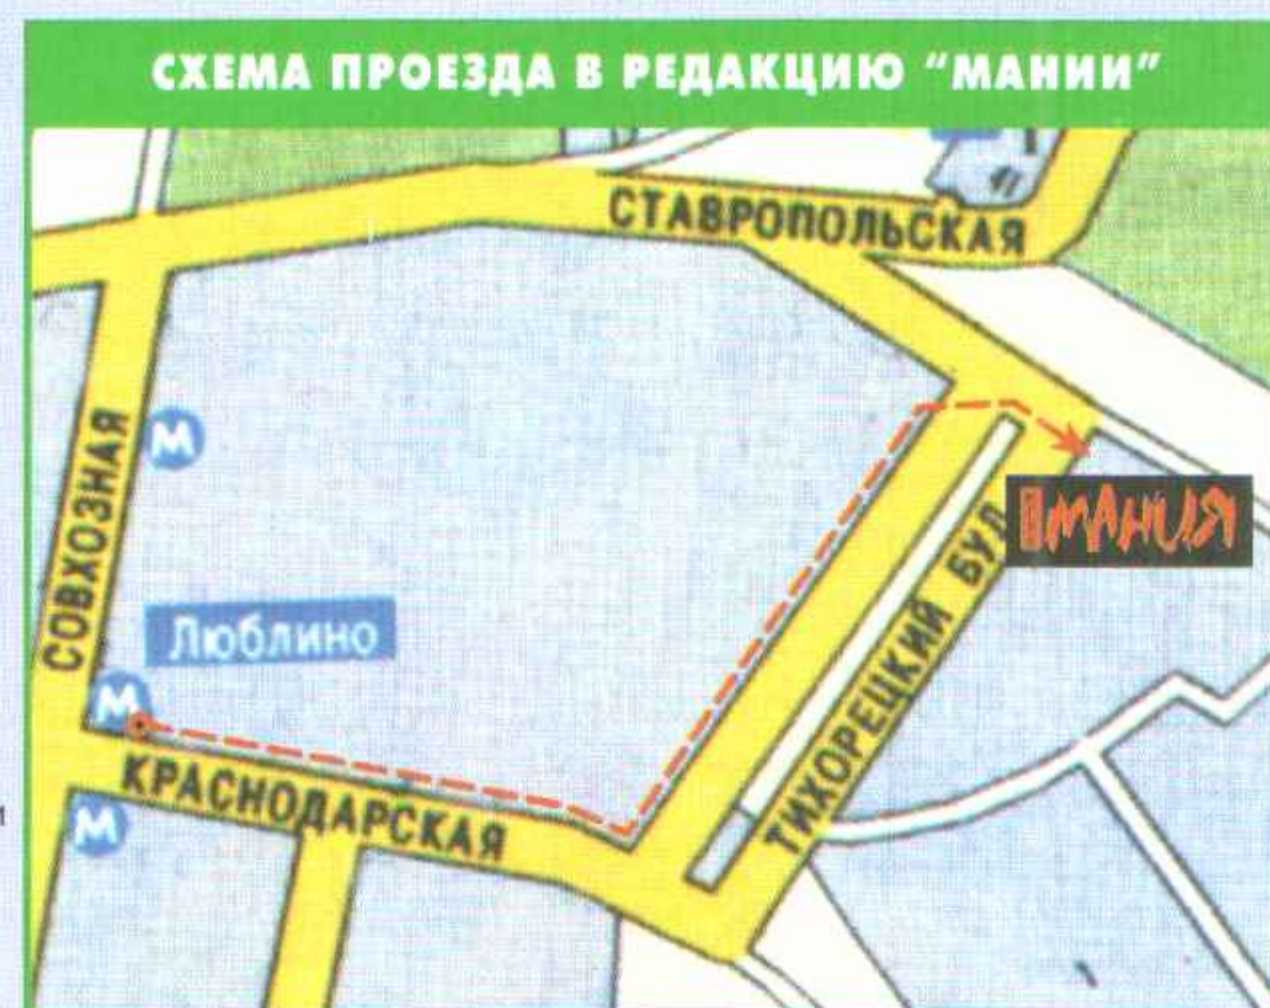 СХЕМА ПРОЕЗДА В РЕДАКЦИЮ “МАНИИ”
СТАВРОПОЛЬСКАЯ
СОВХОЗНАЯ
М
МАНИЯ
Люблино
М
ТИХОРЕЦКИЙ БУЛ
КРАСНОДАРСКАЯ
М